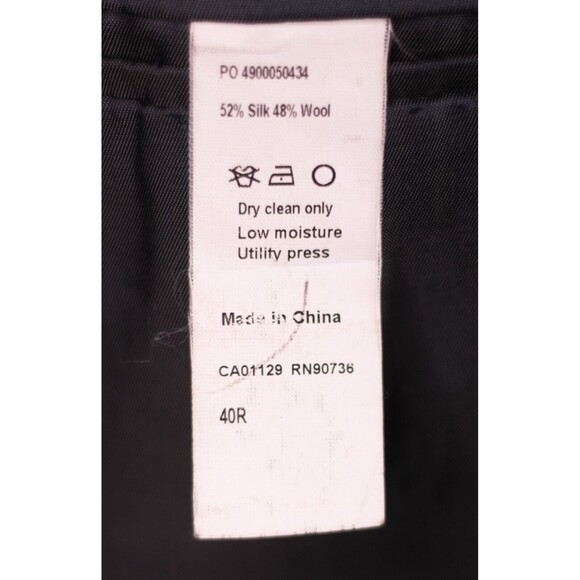 PO 4900050434
52% Silk 48% Wool
Dry clean only
Low moisture
Utility press
Made in China
CA01129 RN90736
40R